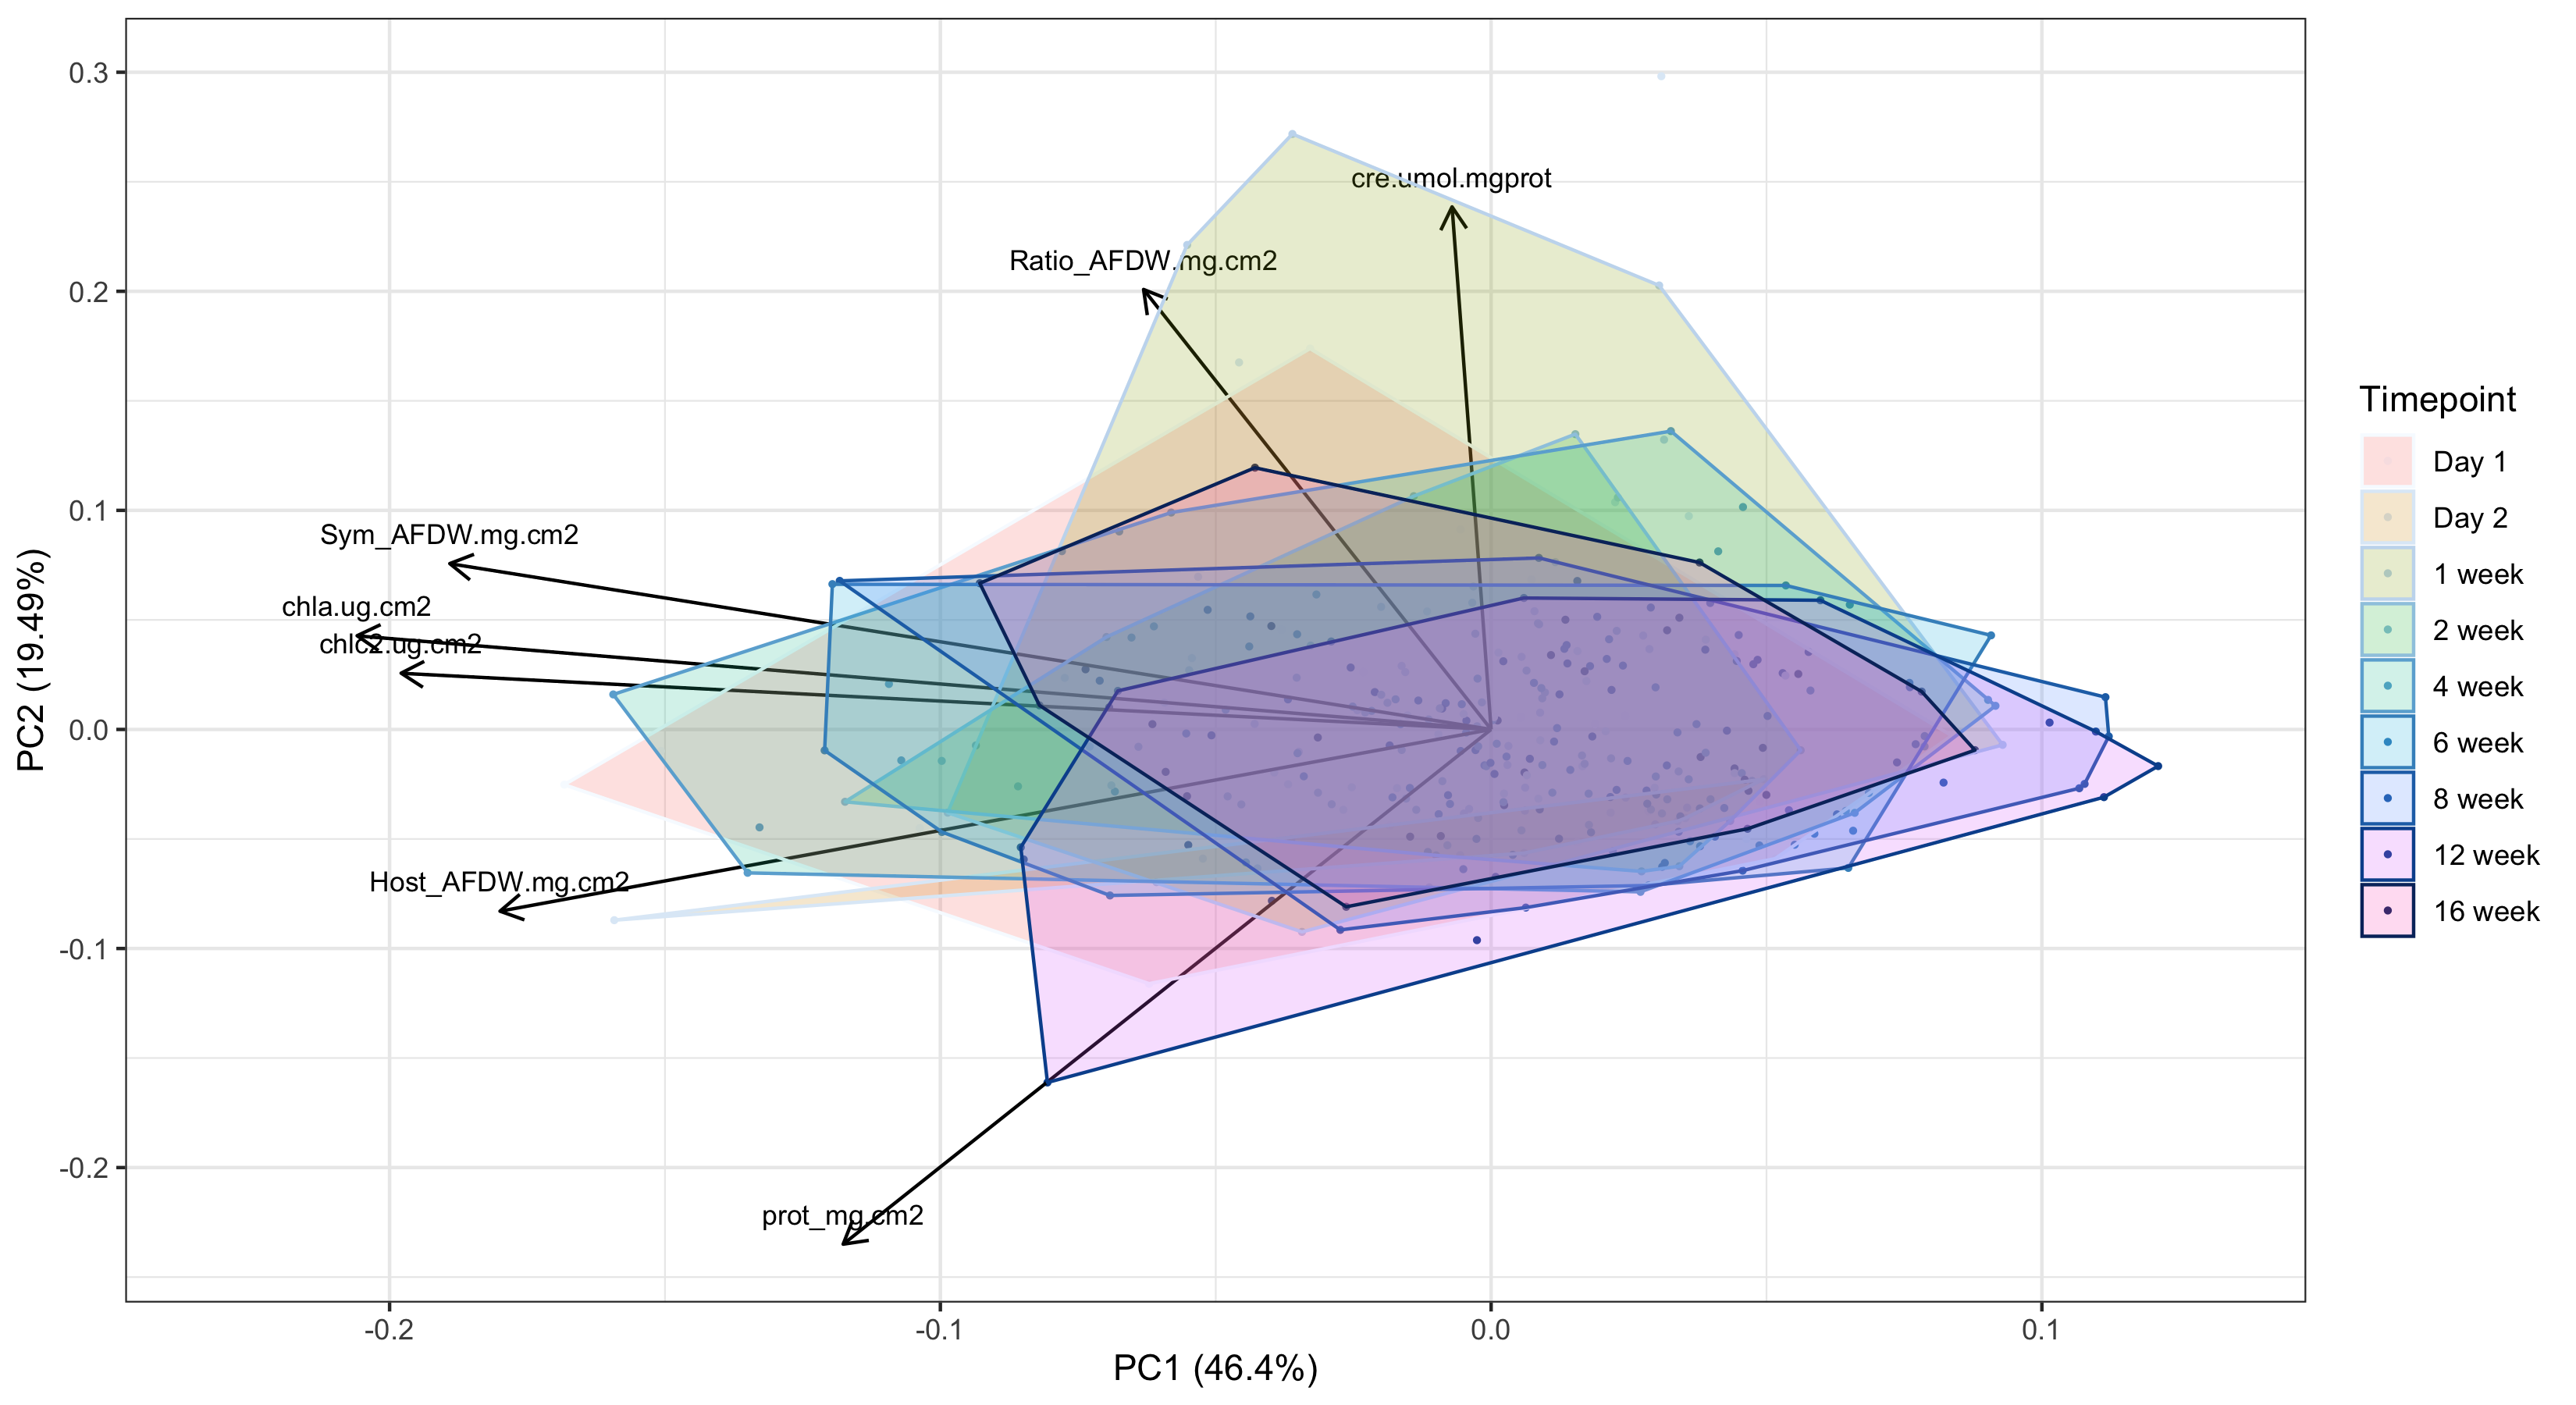 0.3
0.2
0.1
0.0
-0.1
-0.2
PC2 (19.49%)
cre.umol.mgprot
Ratio_AFDW.mg.cm2
Sym_AFDW.mg.cm2
chla.ug.cm2
chlc2.ug.cm2
Host_AFDW.mg.cm2
prot_mg.cm2
-0.2
-0.1
0.0
0.1
PC1 (46.4%)
Timepoint
Day 1
Day 2
1 week
2 week
4 week
6 week
8 week
12 week
16 week